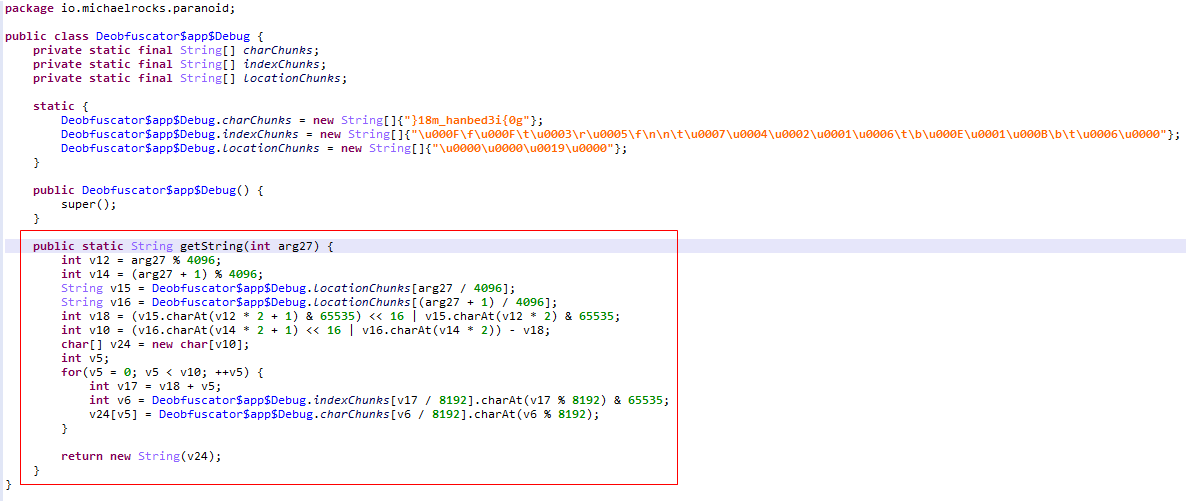 package io.michaelrocks.paranoid;
public class Deobfuscator$app$Debug {
private static final String[] charChunks;
private static final String[] indexChunks;
private static final String[] locationChunks;
static {
Deobfuscator$app$Debug.charChunks = new String[]{"}18m_hanbed3i{0g"};
Deobfuscator$app$Debug.indexChunks = new String[]{"\u000F\f\u000F\t\u0003\r\u0005\f\n\n\t\u0007\u0004\u0002\u0001\u0006\t\b\u000E\u0001\u000B\b\t\u0006\u0000"};
Deobfuscator$app$Debug.locationChunks = new String[]{"\u0000\u0000\u0019\u0000"};
}
public Deobfuscator$app$Debug() {
super();
}
public static String getString(int arg27) {
int v12 = arg27 % 4096;
int v14 = (arg27 + 1) % 4096;
String v15 = Deobfuscator$app$Debug.locationChunks[arg27 / 4096];
String v16 = Deobfuscator$app$Debug.locationChunks[(arg27 + 1) / 4096];
int v18 = (v15.charAt(v12 * 2 + 1) & 65535) << 16 | v15.charAt(v12 * 2) & 65535;
int v10 = (v16.charAt(v14 * 2 + 1) << 16 | v16.charAt(v14 * 2)) - v18;
char[] v24 = new char[v10];
int v5;
for(v5 = 0; v5 < v10; ++v5) {
int v17 = v18 + v5;
int v6 = Deobfuscator$app$Debug.indexChunks[v17 / 8192].charAt(v17 % 8192) & 65535;
v24[v5] = Deobfuscator$app$Debug.charChunks[v6 / 8192].charAt(v6 % 8192);
}
return new String(v24);
}
}